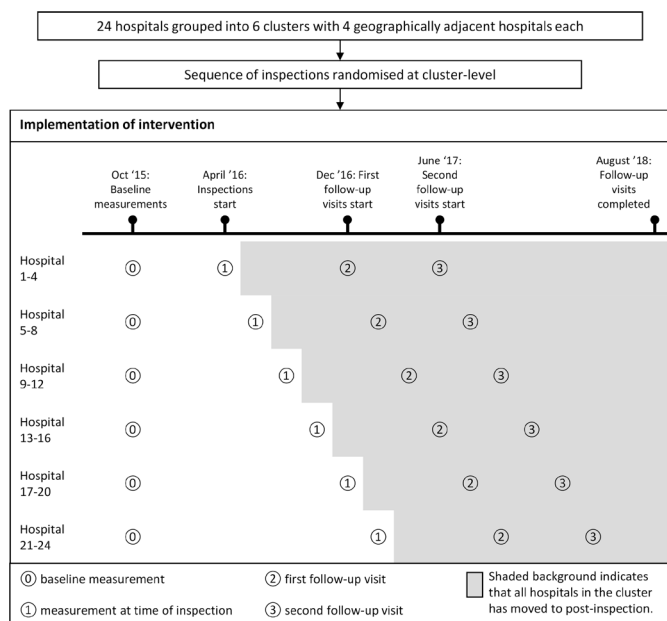 24 hospitals grouped into 6 clusters with 4 geographically adjacent hospitals each
Sequence of inspections randomised at cluster-level
Implementation of intervention
Oct '15:
Baseline
measurements
April '16:
Inspections
start
Dec '16: First
follow-up
visits start
June '17:
Second
follow-up
visits start
August '18:
Follow-up
visits
completed
Hospital
1-4
⓪ ① ② ③
Hospital
5-8
⓪ ① ② ③
Hospital
9-12
⓪ ① ② ③
Hospital
13-16
⓪ ① ② ③
Hospital
17-20
⓪ ① ② ③
Hospital
21-24
⓪ ① ② ③
⓪ baseline measurement
① measurement at time of inspection
② first follow-up visit
③ second follow-up visit
Shaded background indicates
that all hospitals in the cluster
has moved to post-inspection.